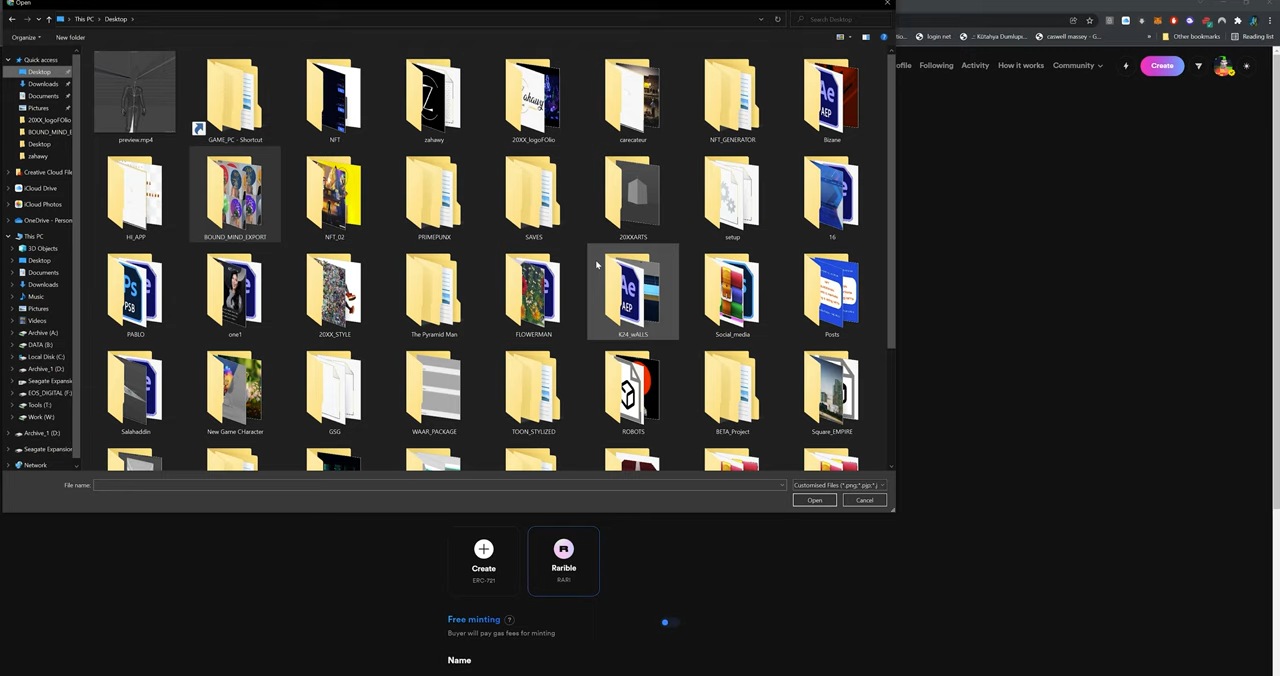 Open
This PC > Desktop >
Search Desktop
Organize
New folder
login net
.:: Kütahya Dumlupı...
caswell massey - G...
»
Other bookmarks
Reading list
Following
Activity
How it works
Community
Create
Quick access
Desktop
Downloads
Documents
Pictures
20XX_logoFOlio
BOUND_MIND_E
Desktop
zahawy
Creative Cloud File
iCloud Drive
iCloud Photos
OneDrive - Person
This PC
3D Objects
Desktop
Documents
Downloads
Music
Pictures
Videos
Archive (A:)
DATA (B:)
Local Disk (C:)
Archive_1 (D:)
Seagate Expansi
EOS_DIGITAL (F:)
Tools (T:)
Work (W:)
Archive_1 (D:)
Seagate Expansion
Network
preview.mp4
GAME_PC - Shortcut
NFT
zahawy
20XX_logoFOlio
carecateur
NFT_GENERATOR
Bizane
HI_APP
BOUND_MIND_EXPORT
NFT_02
PRIMEPUNX
SAVES
20XXARTS
setup
16
PABLO
one1
20XX_STYLE
The Pyramid Man
FLOWERMAN
K24_wALLS
Social_media
Posts
Salahaddin
New Game CHaracter
GSG
WAAR_PACKAGE
TOON_STYLIZED
ROBOTS
BETA_Project
Square_EMPIRE
File name:
Customised Files (*.png;*.pjp;*.j
Open
Cancel
Create
ERC-721
Rarible
RARI
Free minting ?
Buyer will pay gas fees for minting
Name